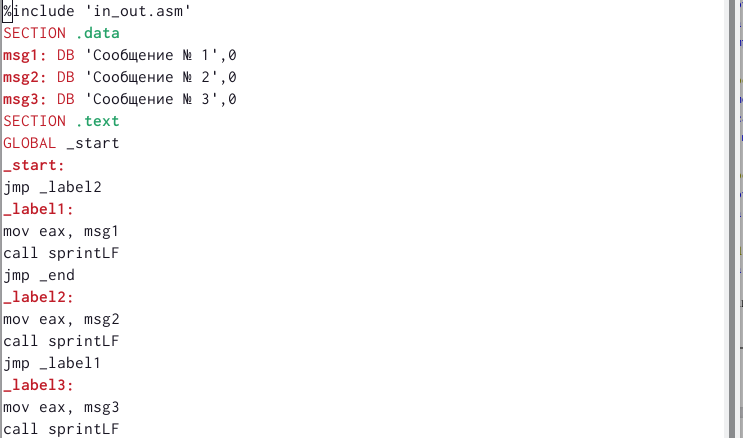 %include 'in_out.asm'
SECTION .data
msg1: DB 'Сообщение № 1',0
msg2: DB 'Сообщение № 2',0
msg3: DB 'Сообщение № 3',0
SECTION .text
GLOBAL _start
_start:
jmp _label2
_label1:
mov eax, msg1
call sprintLF
jmp _end
_label2:
mov eax, msg2
call sprintLF
jmp _label1
_label3:
mov eax, msg3
call sprintLF